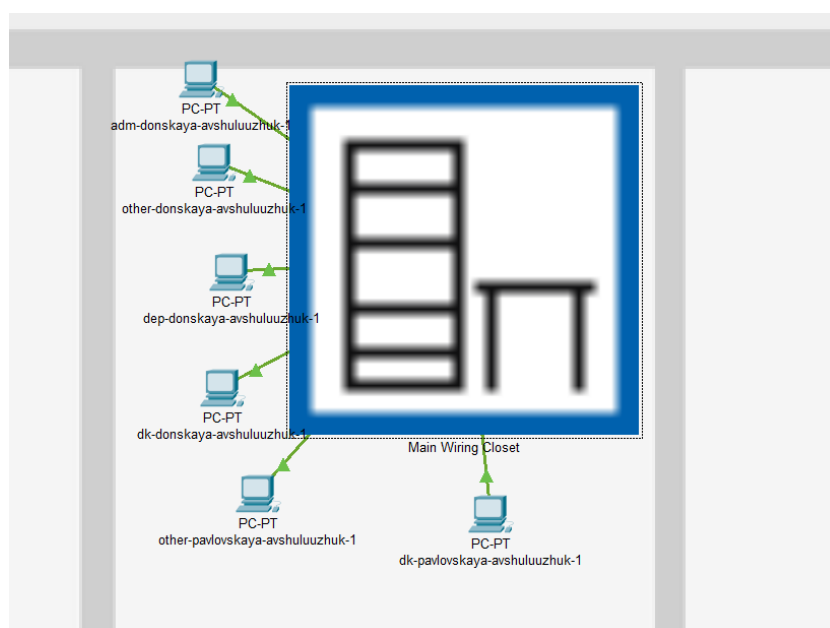 PC-PT
adm-donskaya-avshuluuzhuk-1
PC-PT
other-donskaya-avshuluuzhuk-1
PC-PT
dep-donskaya-avshuluuzhuk-1
PC-PT
dk-donskaya-avshuluuzhuk-1
Main Wiring Closet
PC-PT
other-pavlovskaya-avshuluuzhuk-1
PC-PT
dk-pavlovskaya-avshuluuzhuk-1